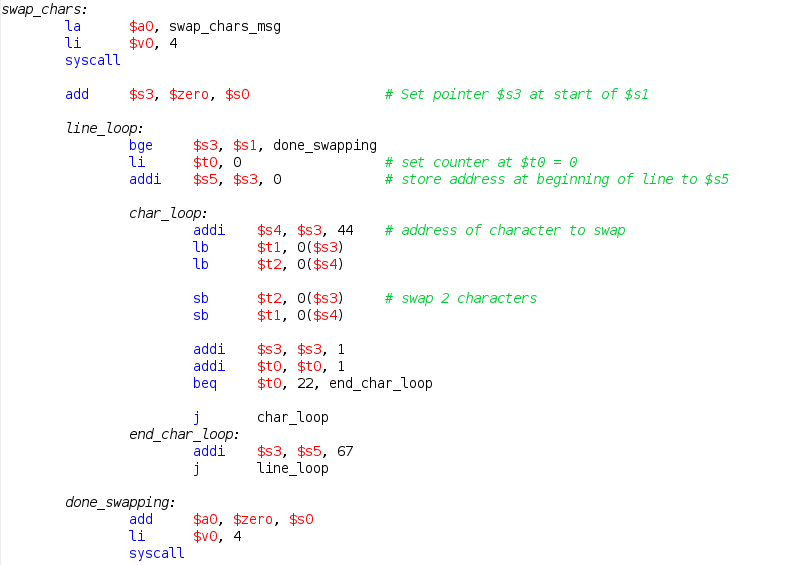 swap_chars:
la $a0, swap_chars_msg
li $v0, 4
syscall
add $s3, $zero, $s0 # Set pointer $s3 at start of $s1
line_loop:
bge $s3, $s1, done_swapping
li $t0, 0 # set counter at $t0 = 0
addi $s5, $s3, 0 # store address at beginning of line to $s5
char_loop:
addi $s4, $s3, 44 # address of character to swap
lb $t1, 0($s3)
lb $t2, 0($s4)
sb $t2, 0($s3) # swap 2 characters
sb $t1, 0($s4)
addi $s3, $s3, 1
addi $t0, $t0, 1
beq $t0, 22, end_char_loop
j char_loop
end_char_loop:
addi $s3, $s5, 67
j line_loop
done_swapping:
add $a0, $zero, $s0
li $v0, 4
syscall